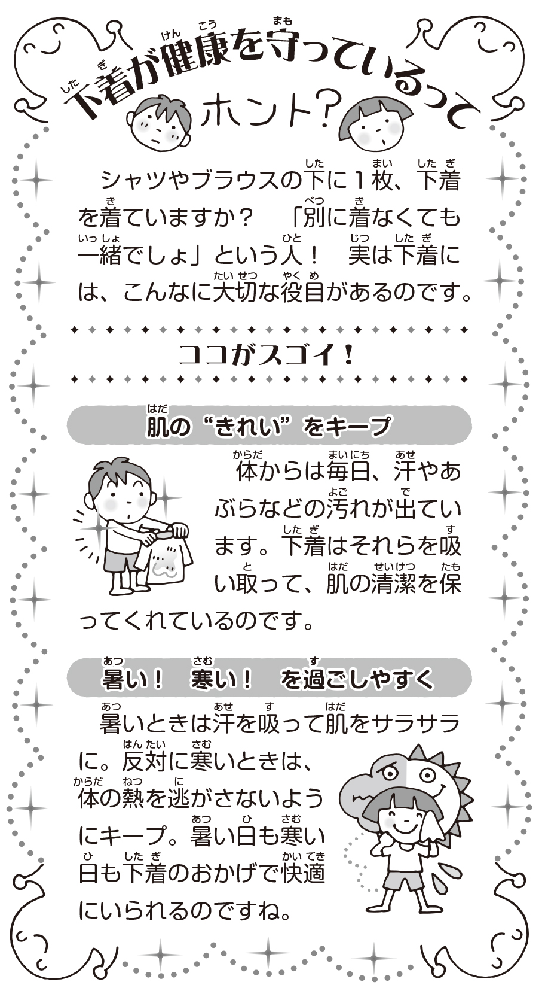 下着が健康を守っているって
ホント?
シャツやブラウスの下に1枚、下着
を着ていますか? 「別に着なくても
一緒でしょ」という人! 実は下着に
は、こんなに大切な役目があるのです。
ココがスゴイ!
肌の“きれい”をキープ
体からは毎日、汗やあ
ぶらなどの汚れが出てい
ます。下着はそれらを吸
い取って、肌の清潔を保
ってくれているのです。
暑い! 寒い! を過ごしやすく
暑いときは汗を吸って肌をサラサラ
に。反対に寒いときは、
体の熱を逃がさないよう
にキープ。暑い日も寒い
日も下着のおかげで快適
にいられるのですね。